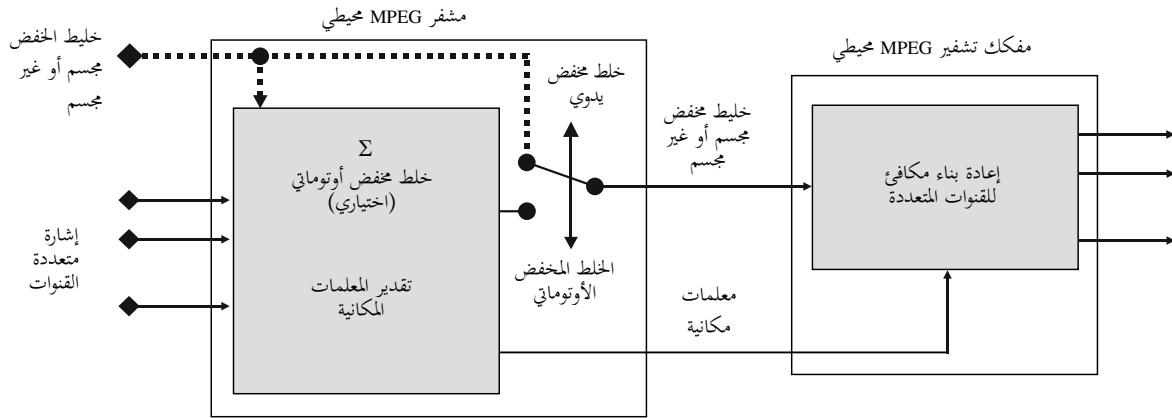 مشفر MPEG محيطي
خليط الخفض
مجسم أو غير
مجسم
مفكك تشفير MPEG محيطي
خلط مخفض
يدوي
خليط مخفض
مجسم أو غير
مجسم
Σ
خلط مخفض أوتوماتي
(اختياري)
إعادة بناء مكافئ
للقنوات المتعددة
إشارة
متعددة
القنوات
الخلط المخفض
الأوتوماتي
تقدير المعلمات
المكانية
معلمات
مكانية